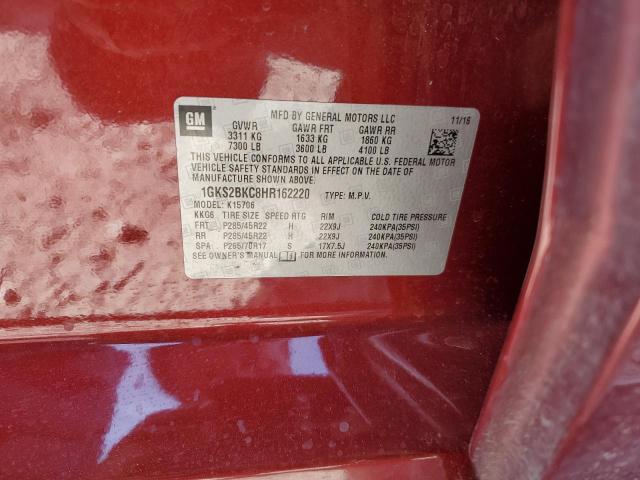 GM
MFD BY GENERAL MOTORS LLC 11/16
GVWR GAWR FRT GAWR RR
3311 KG 1633 KG 1860 KG
7300 LB 3600 LB 4100 LB
THIS VEHICLE CONFORMS TO ALL APPLICABLE U.S. FEDERAL MOTOR
VEHICLE SAFETY STANDARDS IN EFFECT ON THE DATE OF
MANUFACTURE SHOWN ABOVE.
1GKS2BKC8HR162220 TYPE: M.P.V.
MODEL: K15706
KKG6 TIRE SIZE SPEED RTG RIM COLD TIRE PRESSURE
FRT P285/45R22 H 22X9J 240KPA(35PSI)
RR P285/45R22 H 22X9J 240KPA(35PSI)
SPA P265/70R17 S 17X7.5J 240KPA(35PSI)
SEE OWNER'S MANUAL FOR MORE INFORMATION.